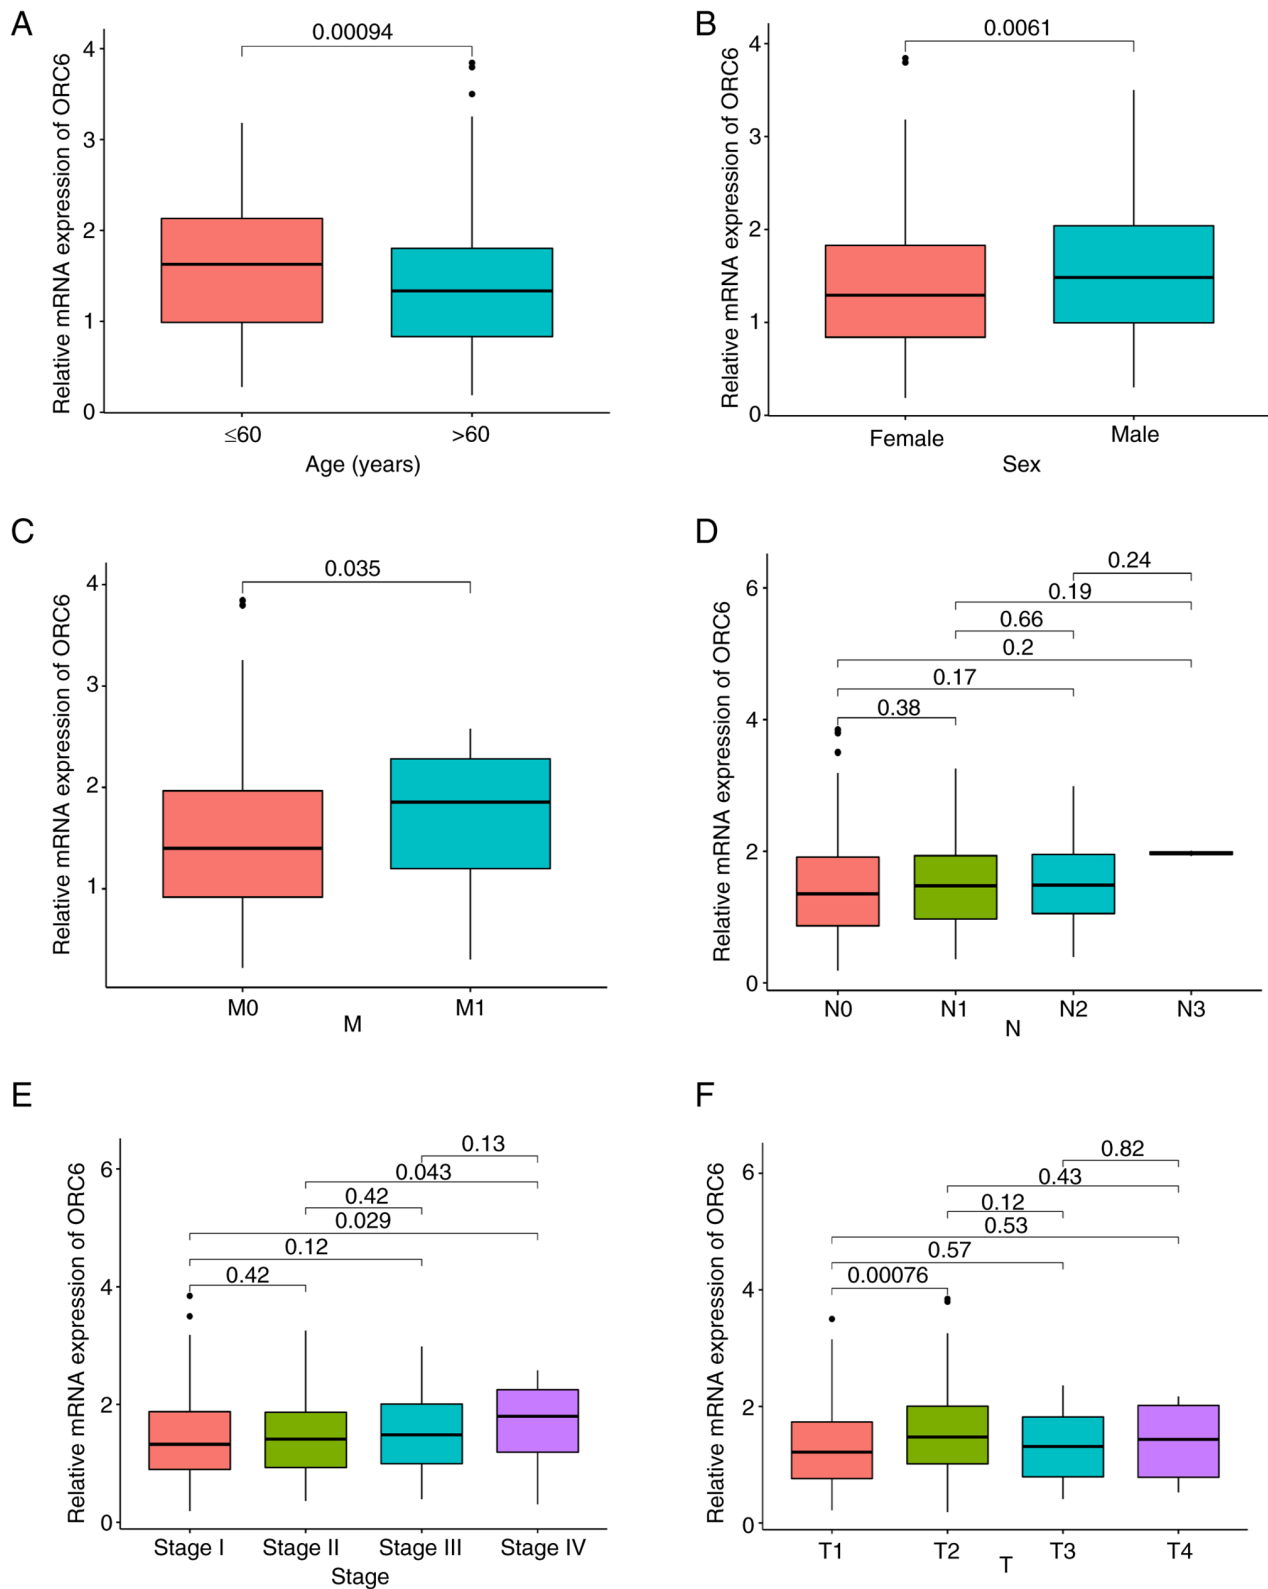 A
Relative mRNA expression of ORC6
0.00094
4
3
2
1
0
≤60
>60
Age (years)
B
Relative mRNA expression of ORC6
0.0061
4
3
2
1
0
Female
Male
Sex
C
Relative mRNA expression of ORC6
0.035
4
3
2
1
M0
M1
M
D
Relative mRNA expression of ORC6
0.24
0.19
0.66
0.2
0.17
0.38
6
4
2
0
N0
N1
N2
N3
N
E
Relative mRNA expression of ORC6
0.13
0.043
0.42
0.029
0.12
0.42
6
4
2
0
Stage I
Stage II
Stage III
Stage IV
Stage
F
Relative mRNA expression of ORC6
0.82
0.43
0.12
0.53
0.57
0.00076
6
4
2
0
T1
T2
T3
T4
T